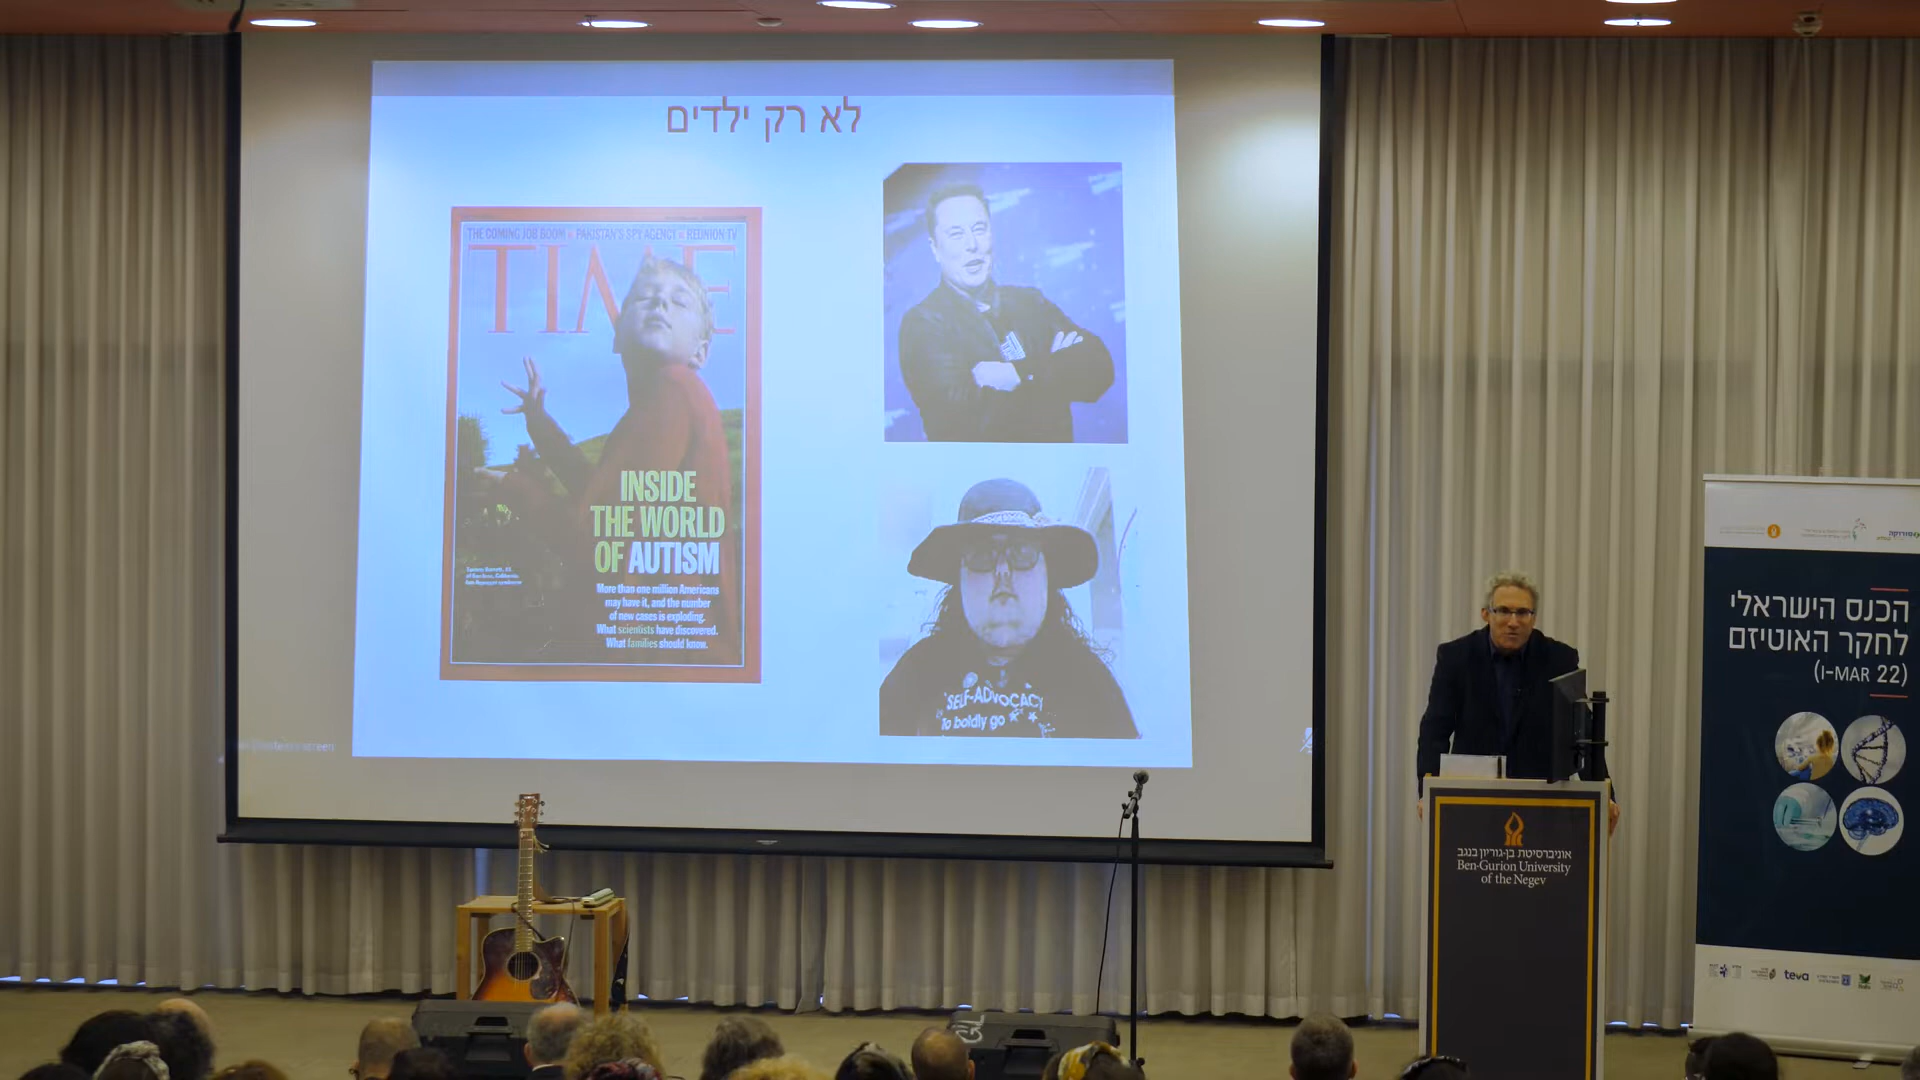 לא רק ילדים
THE COMING JOB BOOM • PAKISTAN'S SPY AGENCY • REUNION TV
TIME
INSIDE
THE WORLD
OF AUTISM
More than one million Americans
may have it, and the number
of new cases is exploding.
What scientists have discovered.
What families should know.
SELF-ADVOCACY
To boldly go
הכנס הישראלי
לחקר האוטיזם
(I-MAR 22)
אוניברסיטת בן-גוריון בנגב
Ben-Gurion University
of the Negev
teva